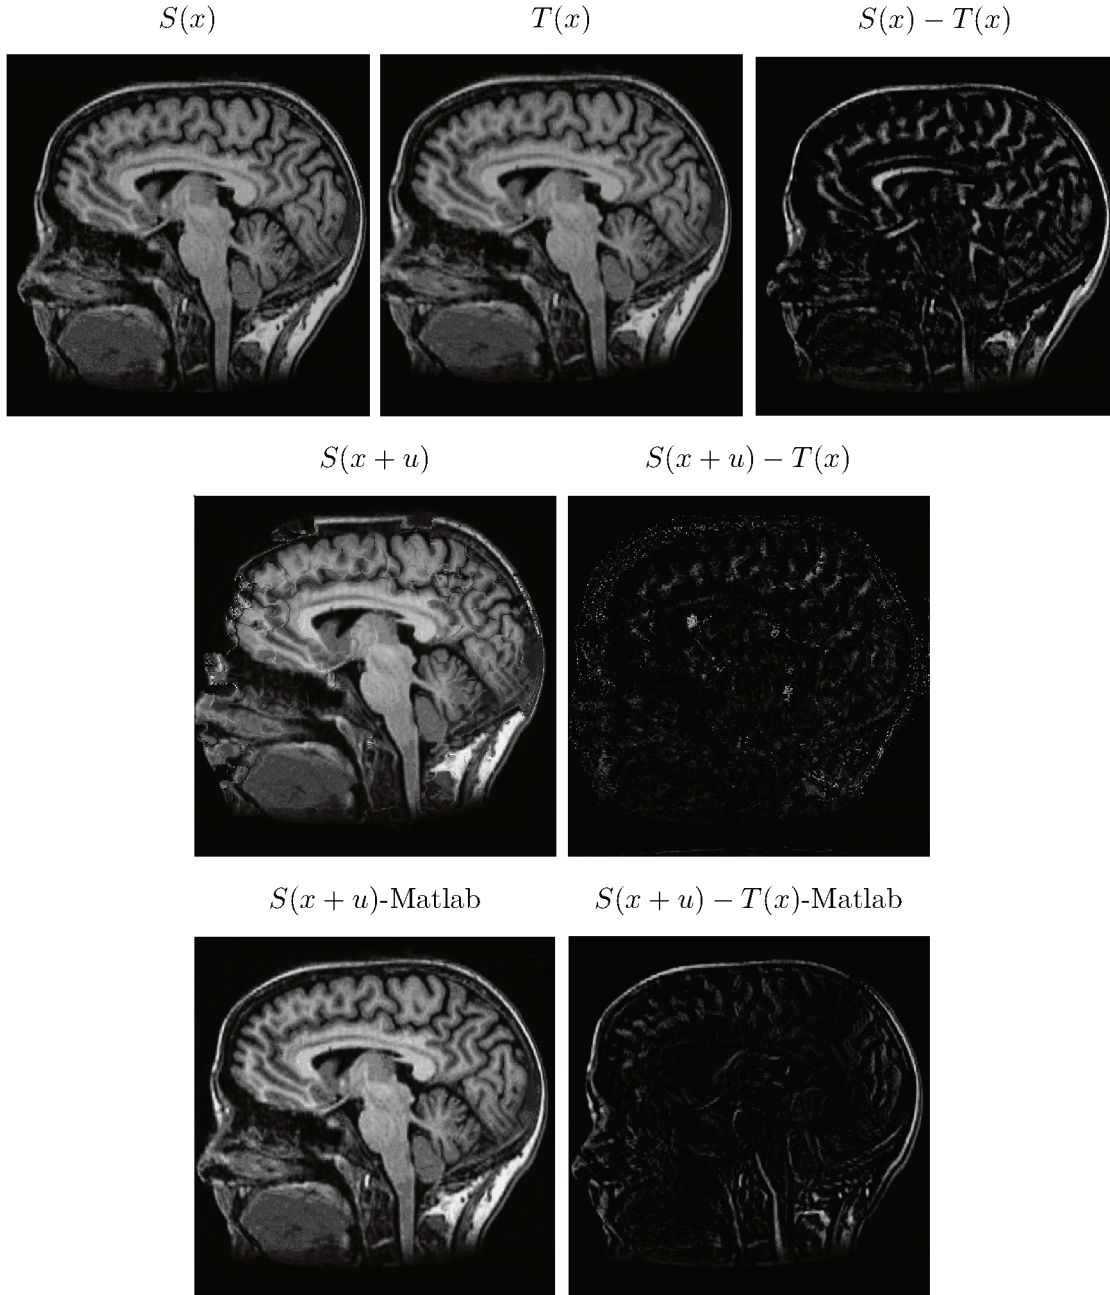 S(x)
T(x)
S(x) − T(x)
S(x + u)
S(x + u) − T(x)
S(x + u)-Matlab
S(x + u) − T(x)-Matlab